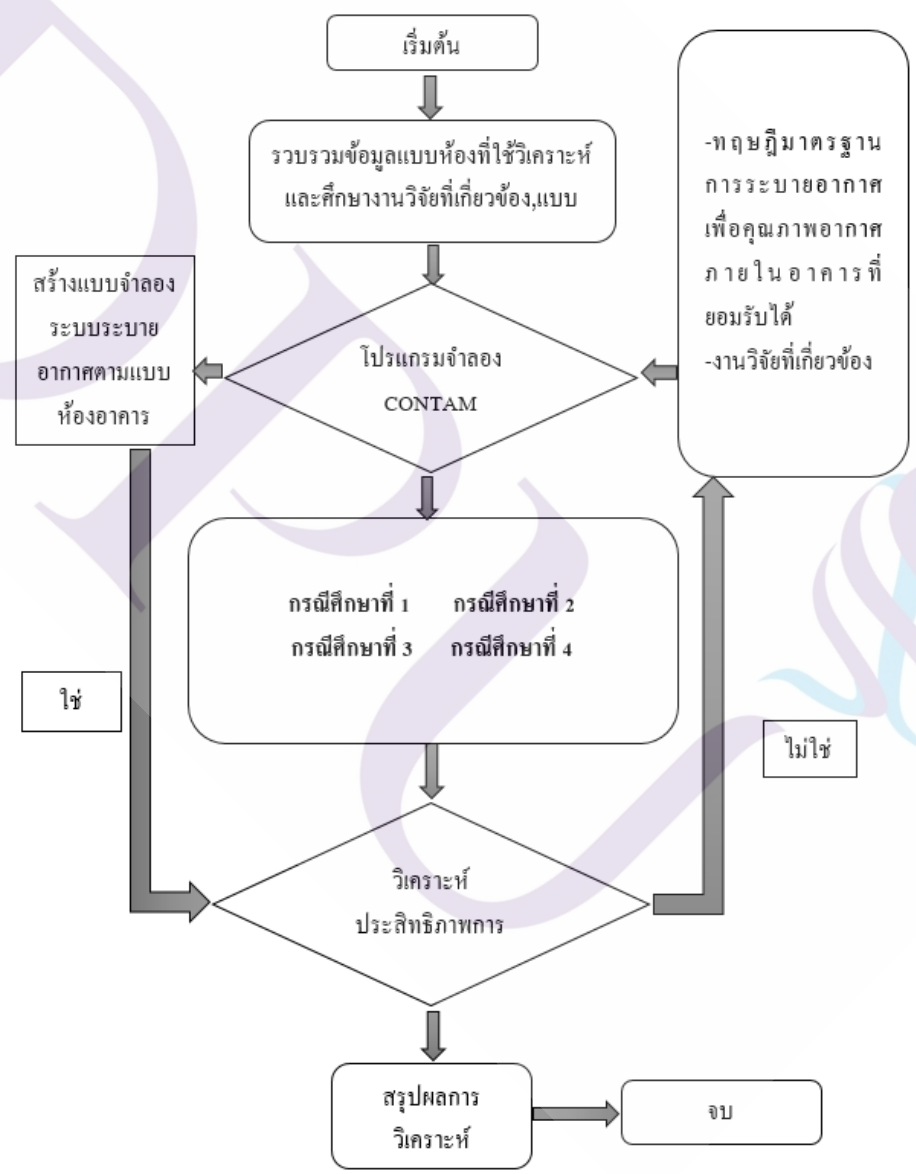 เริ่มต้น
รวบรวมข้อมูลแบบห้องที่ใช้วิเคราะห์
และศึกษางานวิจัยที่เกี่ยวข้อง,แบบ
-ทฤษฎีมาตรฐาน
การระบายอากาศ
เพื่อคุณภาพอากาศ
ภายในอาคารที่
ยอมรับได้
-งานวิจัยที่เกี่ยวข้อง
สร้างแบบจำลอง
ระบบระบาย
อากาศตามแบบ
ห้องอาคาร
โปรแกรมจำลอง
CONTAM
กรณีศึกษาที่ 1 กรณีศึกษาที่ 2
กรณีศึกษาที่ 3 กรณีศึกษาที่ 4
ใช่
ไม่ใช่
วิเคราะห์
ประสิทธิภาพการ
สรุปผลการ
วิเคราะห์
จบ